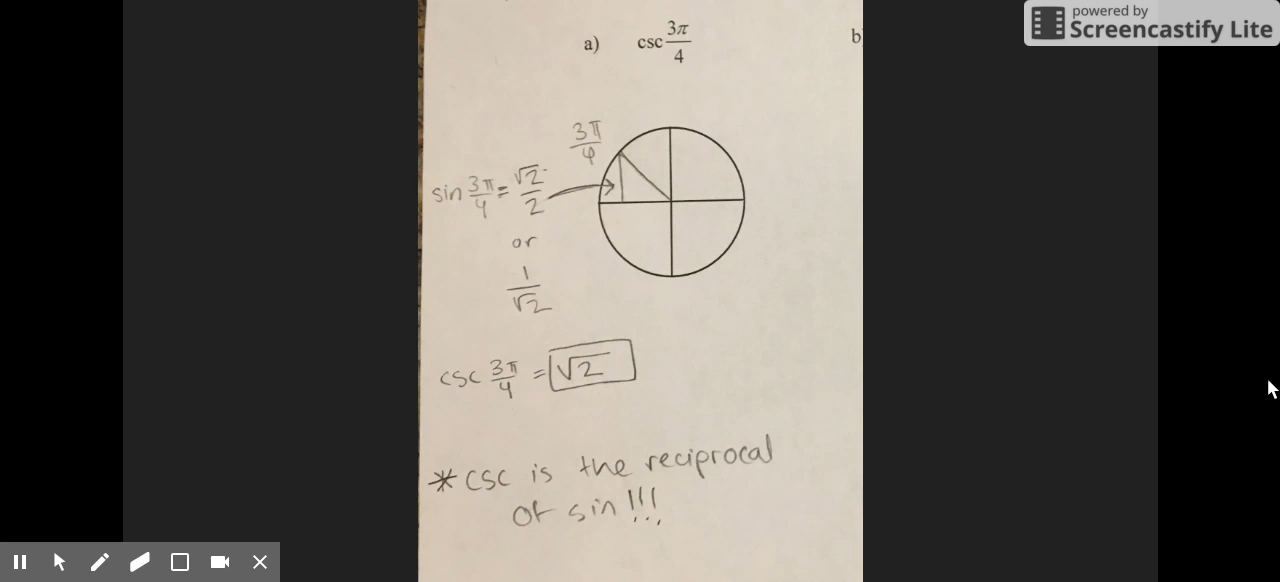 powered by
Screencastify Lite
a) csc 3π/4
b
3π/4
sin 3π/4 = √2/2
or
1/√2
csc 3π/4 = √2
*csc is the reciprocal
of sin!!!